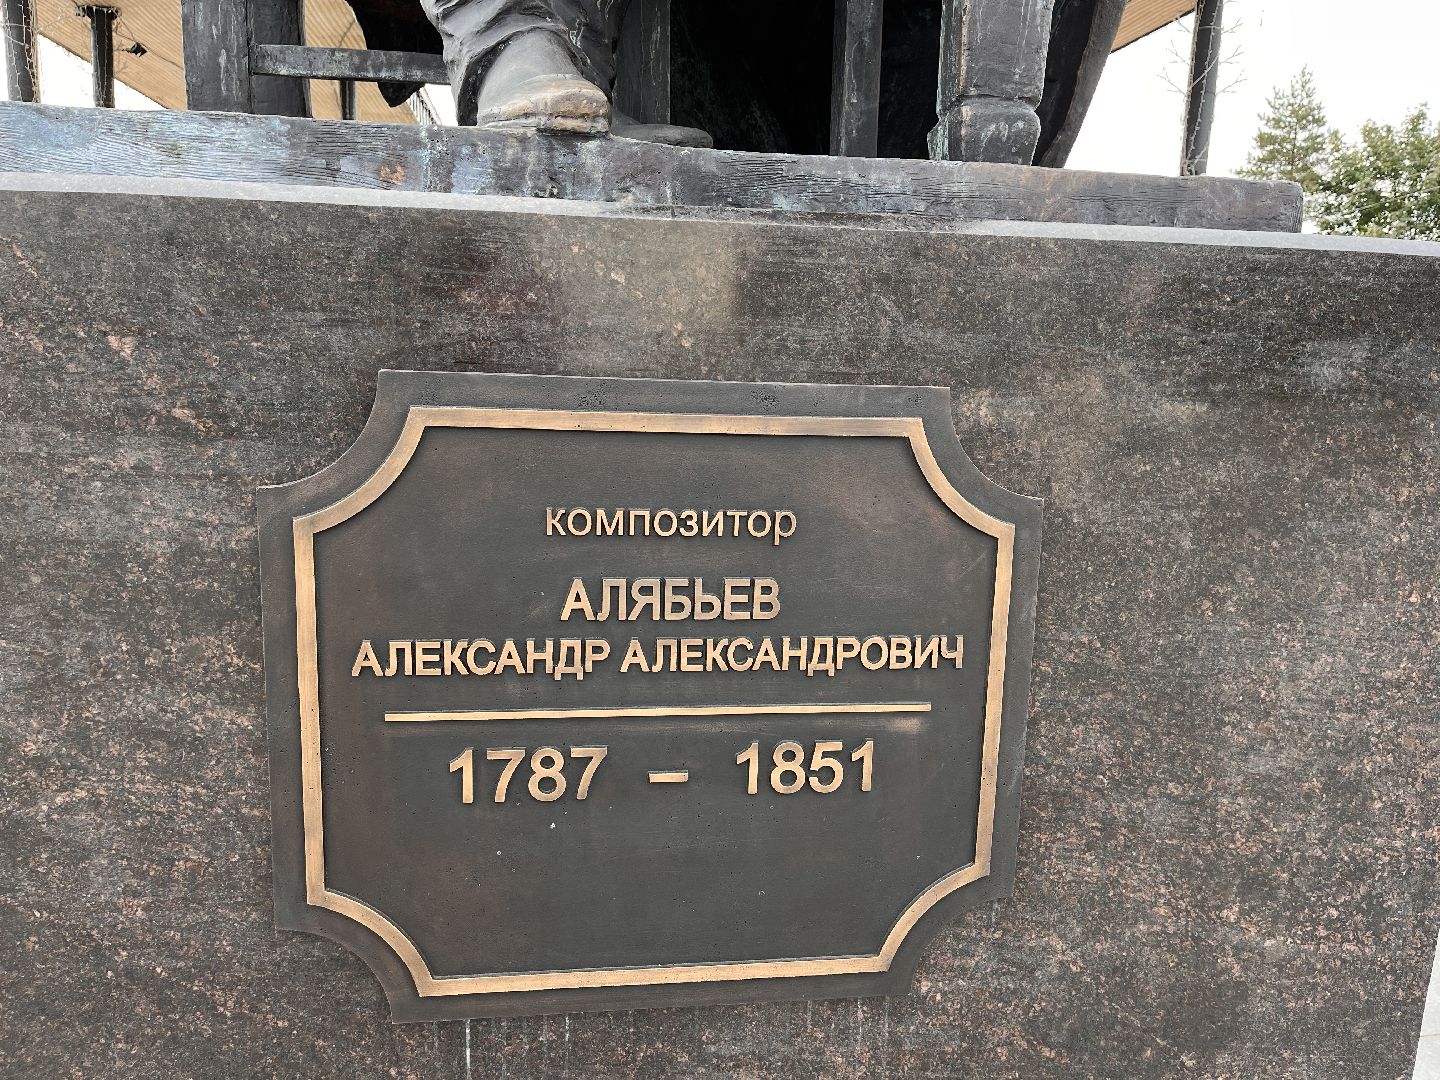 композитор
АЛЯБЬЕВ
АЛЕКСАНДР АЛЕКСАНДРОВИЧ
1787 – 1851